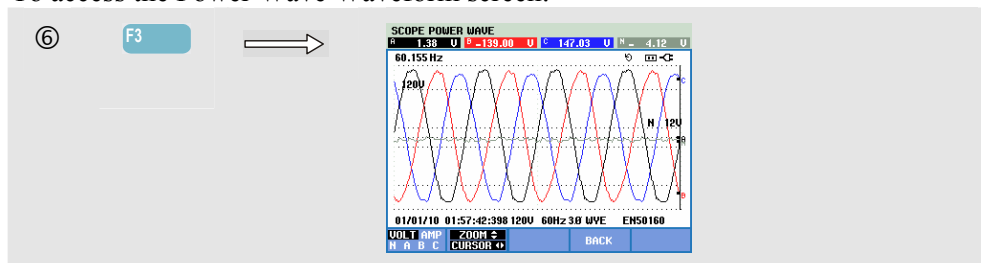 To access the Power Wave Waveform screen:
⑥ F3
SCOPE POWER WAVE
A 1.38 V B -139.00 V C 147.03 V N - 4.12 V
60.155 Hz
120V
C
N 12V
A
B
01/01/10 01:57:42:398 120V 60Hz 3.0 WYE EN50160
VOLT AMP ZOOM
N A B C CURSOR BACK